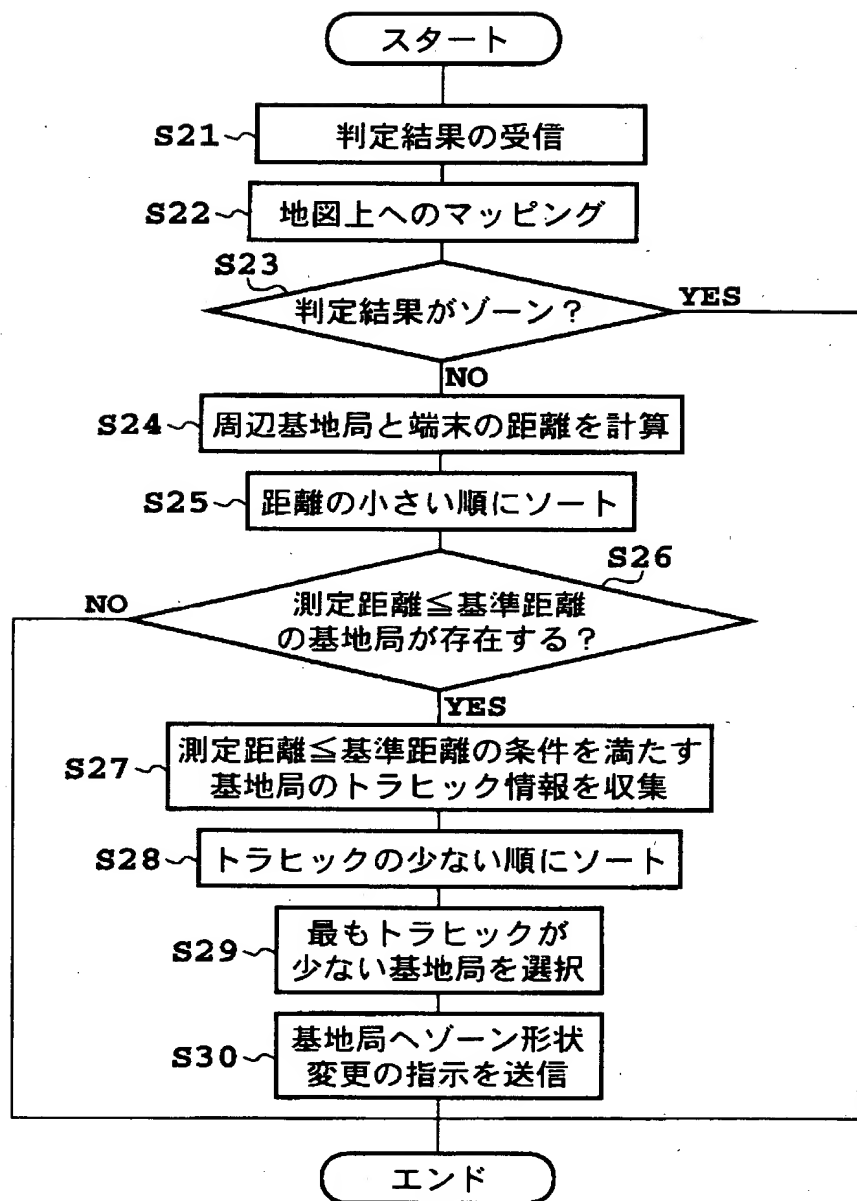 スタート
S21
判定結果の受信
S22
地図上へのマッピング
S23
判定結果がゾーン？
YES
NO
S24
周辺基地局と端末の距離を計算
S25
距離の小さい順にソート
S26
NO
測定距離≦基準距離
の基地局が存在する？
YES
S27
測定距離≦基準距離の条件を満たす
基地局のトラヒック情報を収集
S28
トラヒックの少ない順にソート
S29
最もトラヒックが
少ない基地局を選択
S30
基地局へゾーン形状
変更の指示を送信
エンド